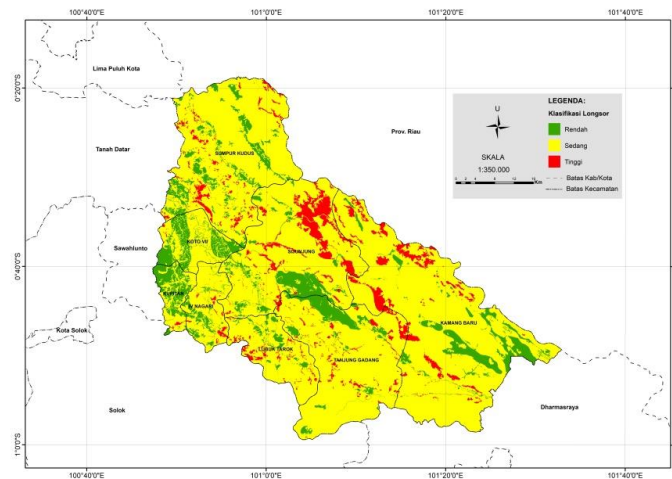 100°40'0"E 101°0'0"E 101°20'0"E 101°40'0"E
Lima Puluh Kota
0°20'0"S
0°20'0"S
LEGENDA:
Klasifikasi Longsor
U
Rendah
Sedang
Tinggi
SKALA
1:350.000
Km
Batas Kab/Kota
Batas Kecamatan
Prov. Riau
Tanah Datar
SUMPUR KUDUS
Sawahlunto
KOTO VII
SIJUNJUNG
0°40'0"S
0°40'0"S
KUPITAN
IV NAGARI
KAMANG BARU
Kota Solok
LUBUK TAROK
TANJUNG GADANG
Solok
Dharmasraya
1°0'0"S
1°0'0"S
100°40'0"E 101°0'0"E 101°20'0"E 101°40'0"E